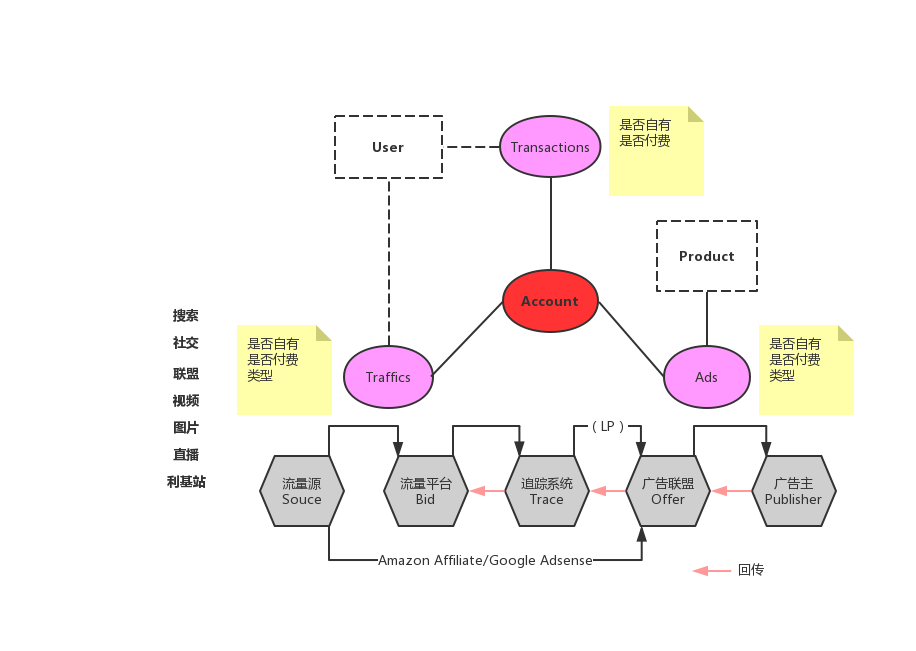 User
Transactions
是否自有
是否付费
Product
Account
搜索
社交
联盟
视频
图片
直播
利基站
是否自有
是否付费
类型
Traffics
Ads
是否自有
是否付费
类型
( LP )
流量源
Souce
流量平台
Bid
追踪系统
Trace
广告联盟
Offer
广告主
Publisher
Amazon Affiliate/Google Adsense
回传